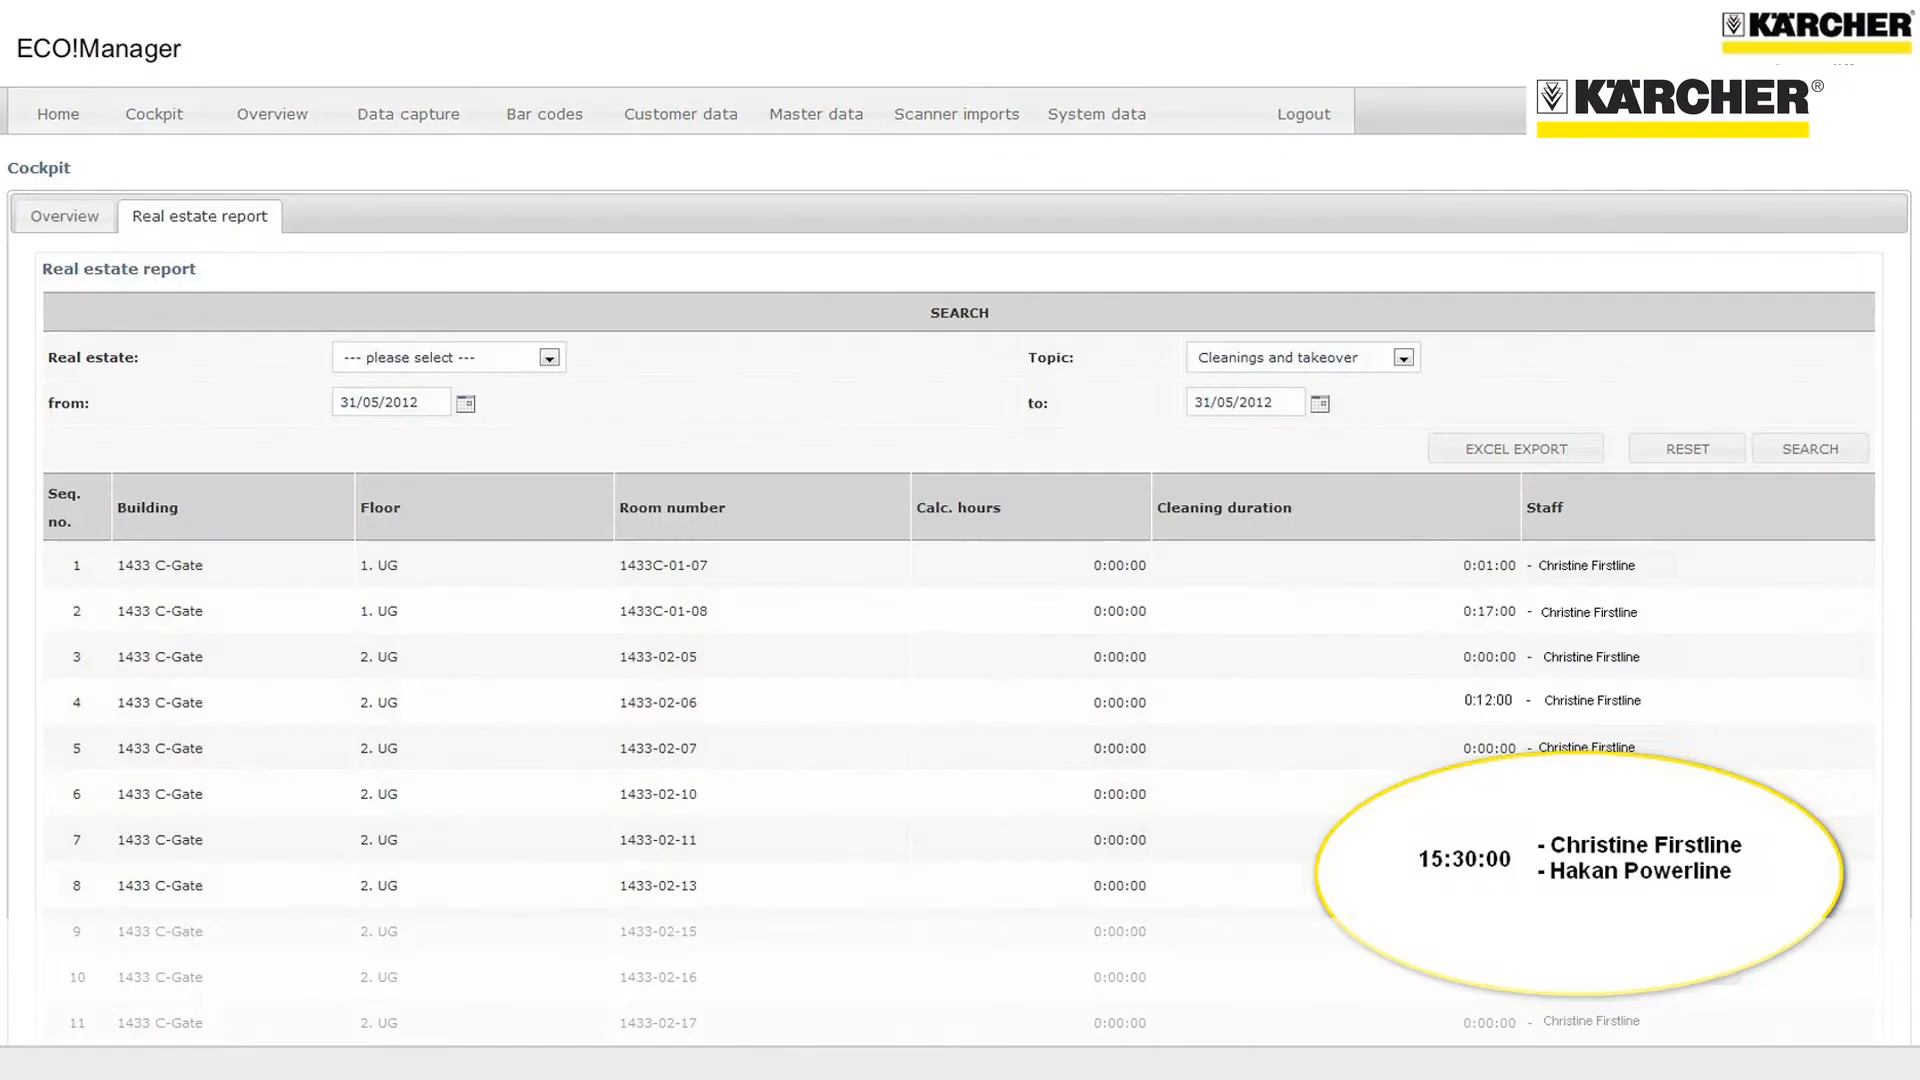 ECO!Manager
KÄRCHER
KÄRCHER®
Home Cockpit Overview Data capture Bar codes Customer data Master data Scanner imports System data Logout
Cockpit
Overview Real estate report
Real estate report
SEARCH
Real estate: --- please select --- Topic: Cleanings and takeover
from: 31/05/2012 to: 31/05/2012
EXCEL EXPORT RESET SEARCH
Seq. no. Building Floor Room number Calc. hours Cleaning duration Staff
1 1433 C-Gate 1. UG 1433C-01-07 0:00:00 0:01:00 - Christine Firstline
2 1433 C-Gate 1. UG 1433C-01-08 0:00:00 0:17:00 - Christine Firstline
3 1433 C-Gate 2. UG 1433-02-05 0:00:00 0:00:00 - Christine Firstline
4 1433 C-Gate 2. UG 1433-02-06 0:00:00 0:12:00 - Christine Firstline
5 1433 C-Gate 2. UG 1433-02-07 0:00:00 0:00:00 - Christine Firstline
6 1433 C-Gate 2. UG 1433-02-10 0:00:00
7 1433 C-Gate 2. UG 1433-02-11 0:00:00
15:30:00 - Christine Firstline
- Hakan Powerline
8 1433 C-Gate 2. UG 1433-02-13 0:00:00
9 1433 C-Gate 2. UG 1433-02-15 0:00:00
10 1433 C-Gate 2. UG 1433-02-16 0:00:00
11 1433 C-Gate 2. UG 1433-02-17 0:00:00 0:00:00 - Christine Firstline